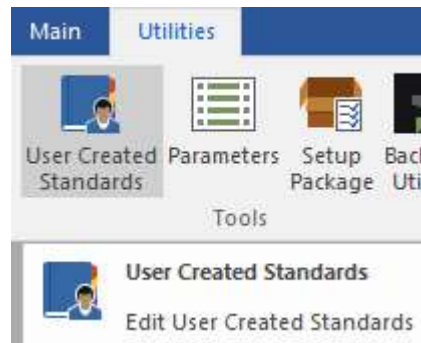 Main Utilities
User Created Parameters Setup
Standards Package
Tools
User Created Standards
Edit User Created Standards